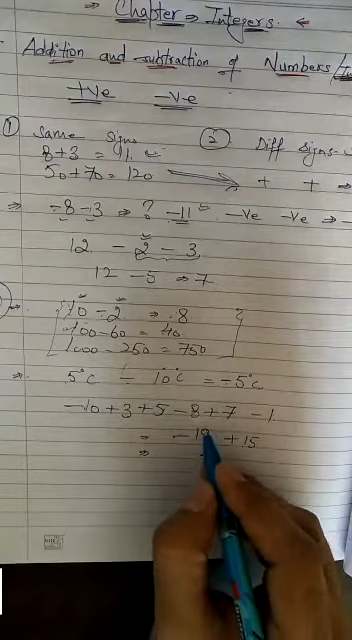 ⇒ Chapter ⇒ Integers. ←
Addition and subtraction of Numbers/
+ve -ve
① same Signs
② Diff signs
8+3 = 11
50+70 = 120 → + + ⇒
⇒ -8-3 ⇒ ? -11 -ve -ve ⇒ -
12 - 2 - 3
12 - 5 ⇒ 7
10 - 2 ⇒ 8 ?
100-60 = 40
1000 - 250 = 750
⇒ 5°C - 10°C = -5°C
-10 + 3 + 5 - 8 + 7 - 1
= + 15
⇒